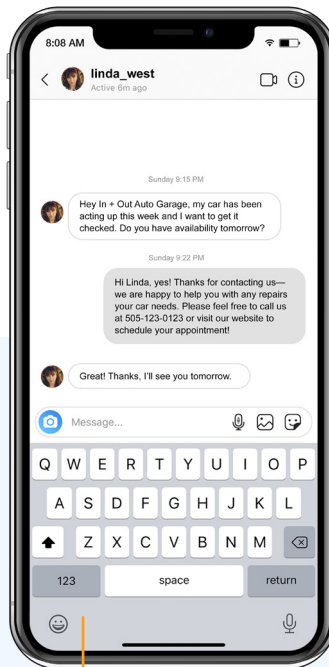 8:08 AM
linda_west
Active 6m ago
Sunday 9:15 PM
Hey In + Out Auto Garage, my car has been
acting up this week and I want to get it
checked. Do you have availability tomorrow?
Sunday 9:22 PM
Hi Linda, yes! Thanks for contacting us—
we are happy to help you with any repairs
your car needs. Please feel free to call us
at 505-123-0123 or visit our website to
schedule your appointment!
Great! Thanks, I'll see you tomorrow.
Message...
Q W E R T Y U I O P
A S D F G H J K L
Z X C V B N M
123 space return